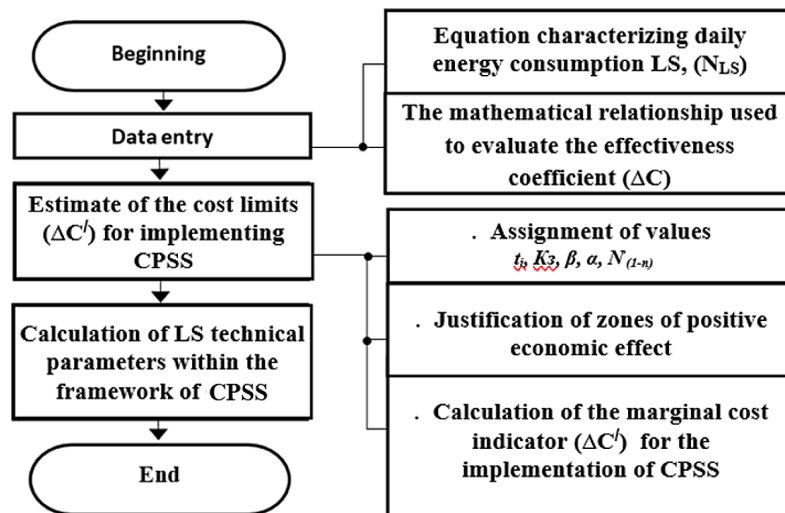 Beginning
Data entry
Estimate of the cost limits
(ΔC/) for implementing
CPSS
Calculation of LS technical
parameters within the
framework of CPSS
End
Equation characterizing daily
energy consumption LS, (NLS)
The mathematical relationship used
to evaluate the effectiveness
coefficient (ΔC)
. Assignment of values
ti, Kз, β, α, N(1-n)
. Justification of zones of positive
economic effect
. Calculation of the marginal cost
indicator (ΔC/) for the
implementation of CPSS